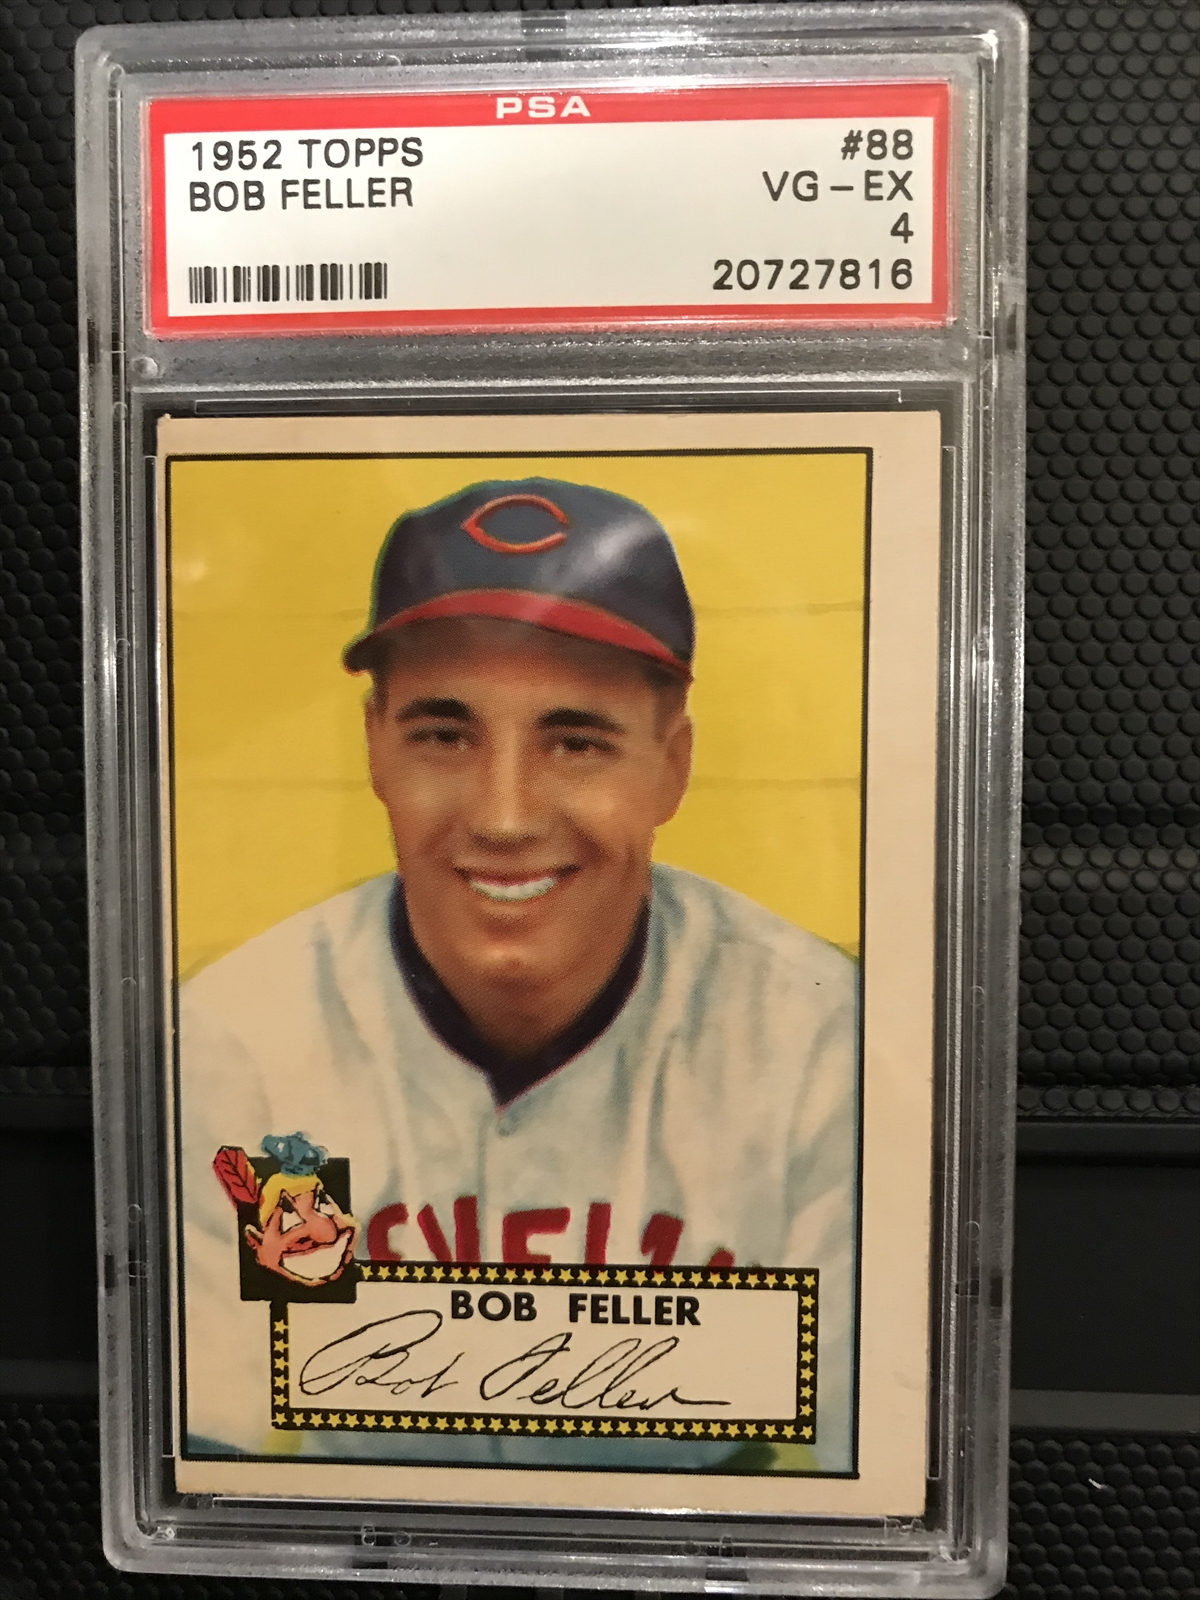 PSA
1952 TOPPS #88
BOB FELLER VG-EX
4
20727816
BOB FELLER
Bob Feller